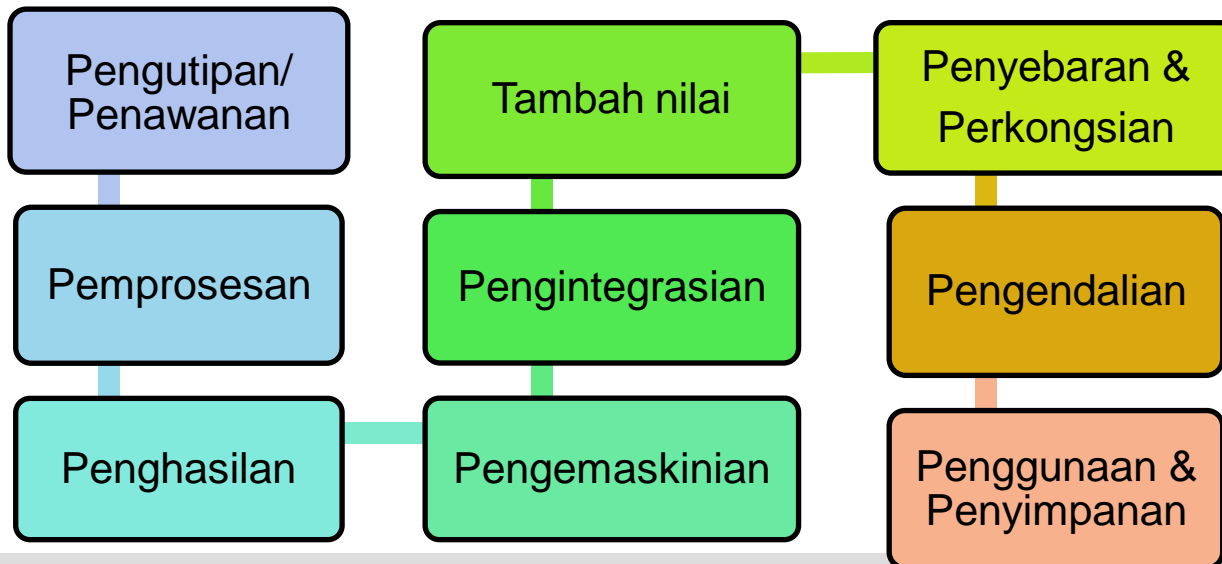 Pengutipan/
Penawanan
Pemprosesan
Penghasilan
Pengemaskinian
Pengintegrasian
Tambah nilai
Penyebaran &
Perkongsian
Pengendalian
Penggunaan &
Penyimpanan